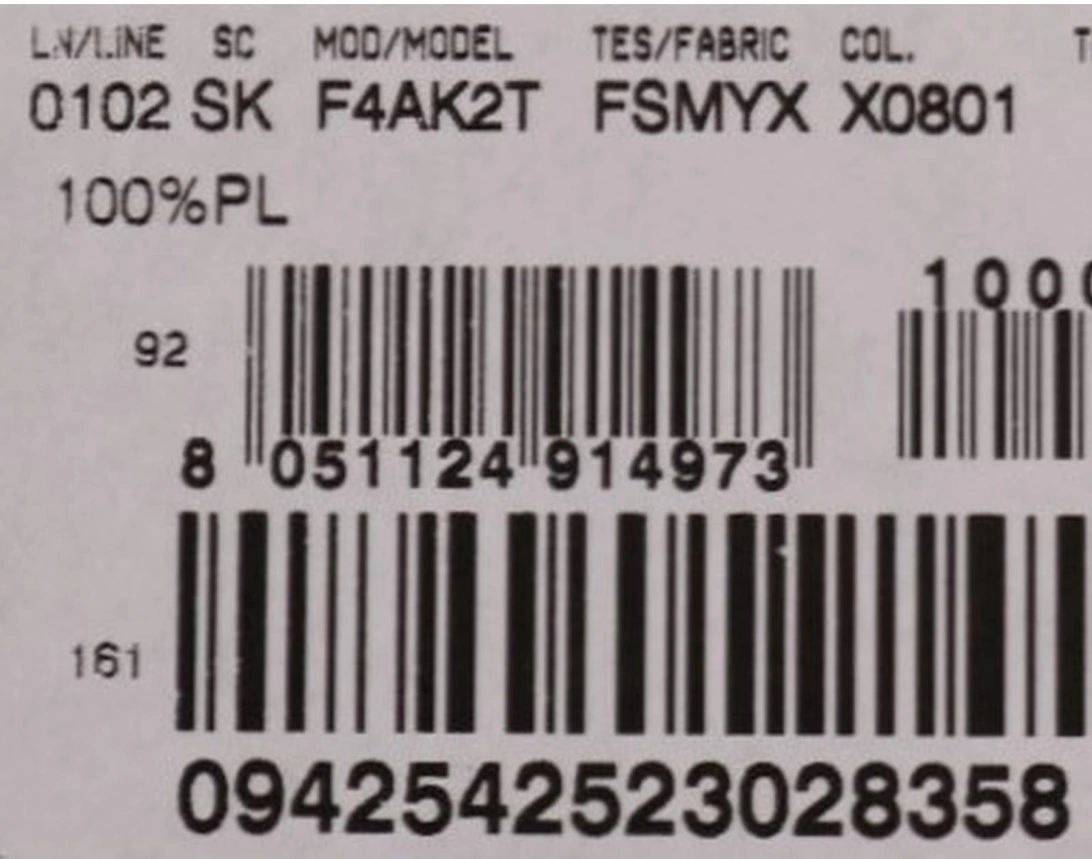 LN/LINE SC MOD/MODEL TES/FABRIC COL.
0102 SK F4AK2T FSMYX X0801
100%PL
1000
92
8 051124 914973
161
0942542523028358